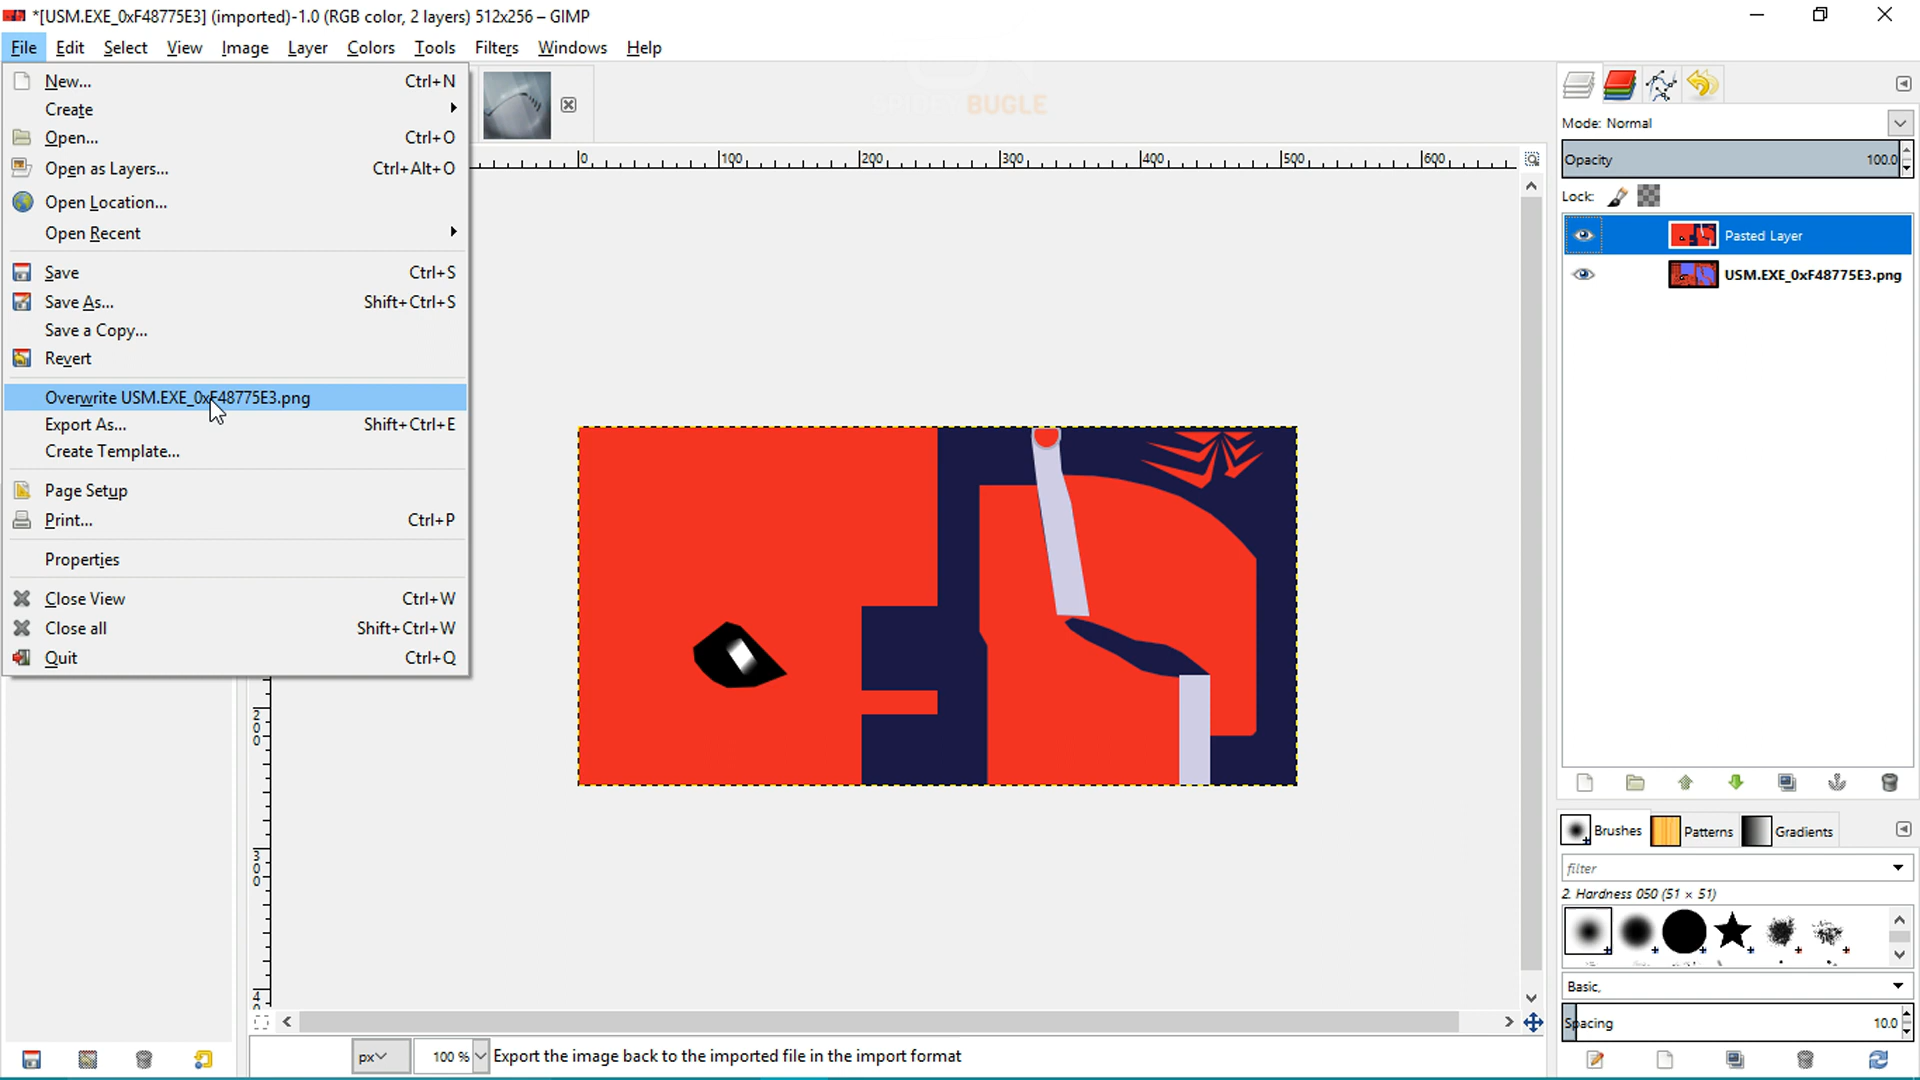 *[USM.EXE_0xF48775E3] (imported)-1.0 (RGB color, 2 layers) 512x256 – GIMP
File Edit Select View Image Layer Colors Tools Filters Windows Help
New... Ctrl+N
Create
Open... Ctrl+O
Open as Layers... Ctrl+Alt+O
Open Location...
Open Recent
Save Ctrl+S
Save As... Shift+Ctrl+S
Save a Copy...
Revert
Overwrite USM.EXE_0xF48775E3.png
Export As... Shift+Ctrl+E
Create Template...
Page Setup
Print... Ctrl+P
Properties
Close View Ctrl+W
Close all Shift+Ctrl+W
Quit Ctrl+Q
BUGLE
0 100 200 300 400 500 600
200
300
4
Mode: Normal
Opacity 100.0
Lock:
Pasted Layer
USM.EXE_0xF48775E3.png
Brushes Patterns Gradients
filter
2. Hardness 050 (51 × 51)
Basic,
Spacing 10.0
px 100 % Export the image back to the imported file in the import format